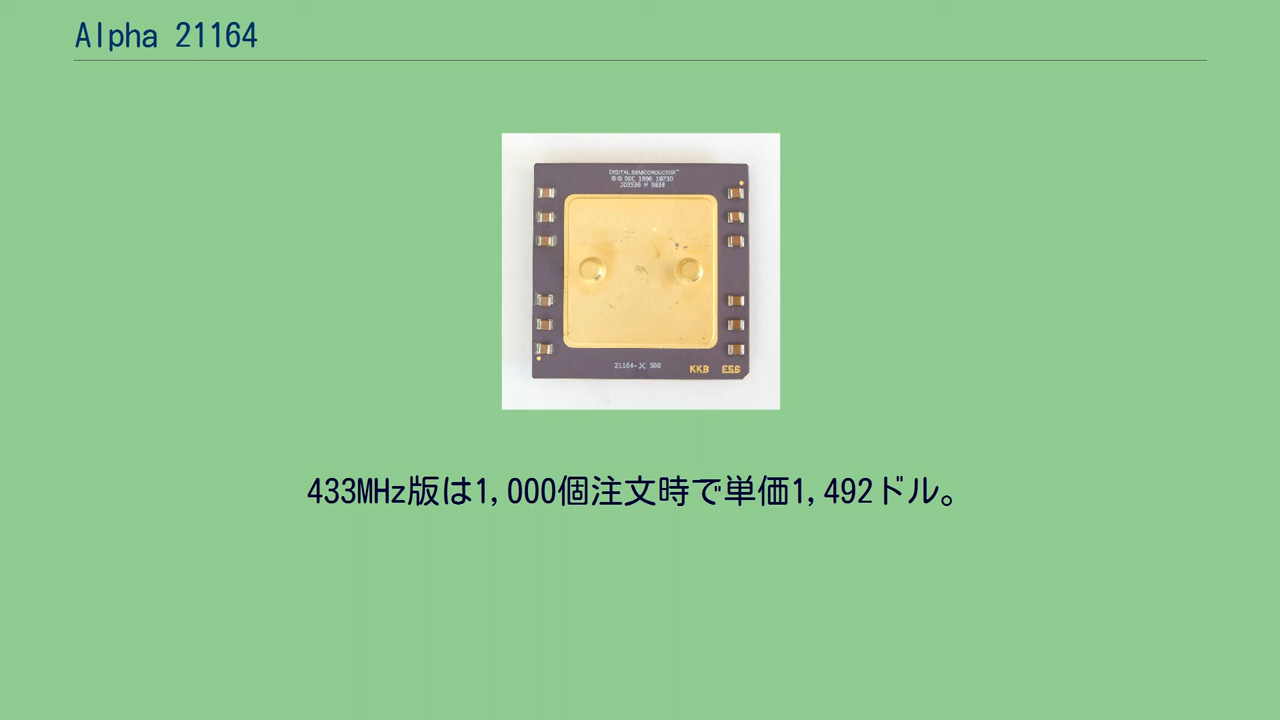 Alpha 21164
DIGITAL SEMICONDUCTOR™
DEC 1996
21164-JC 500
KKB E56
433MHz版は1,000個注文時で単価1,492ドル。